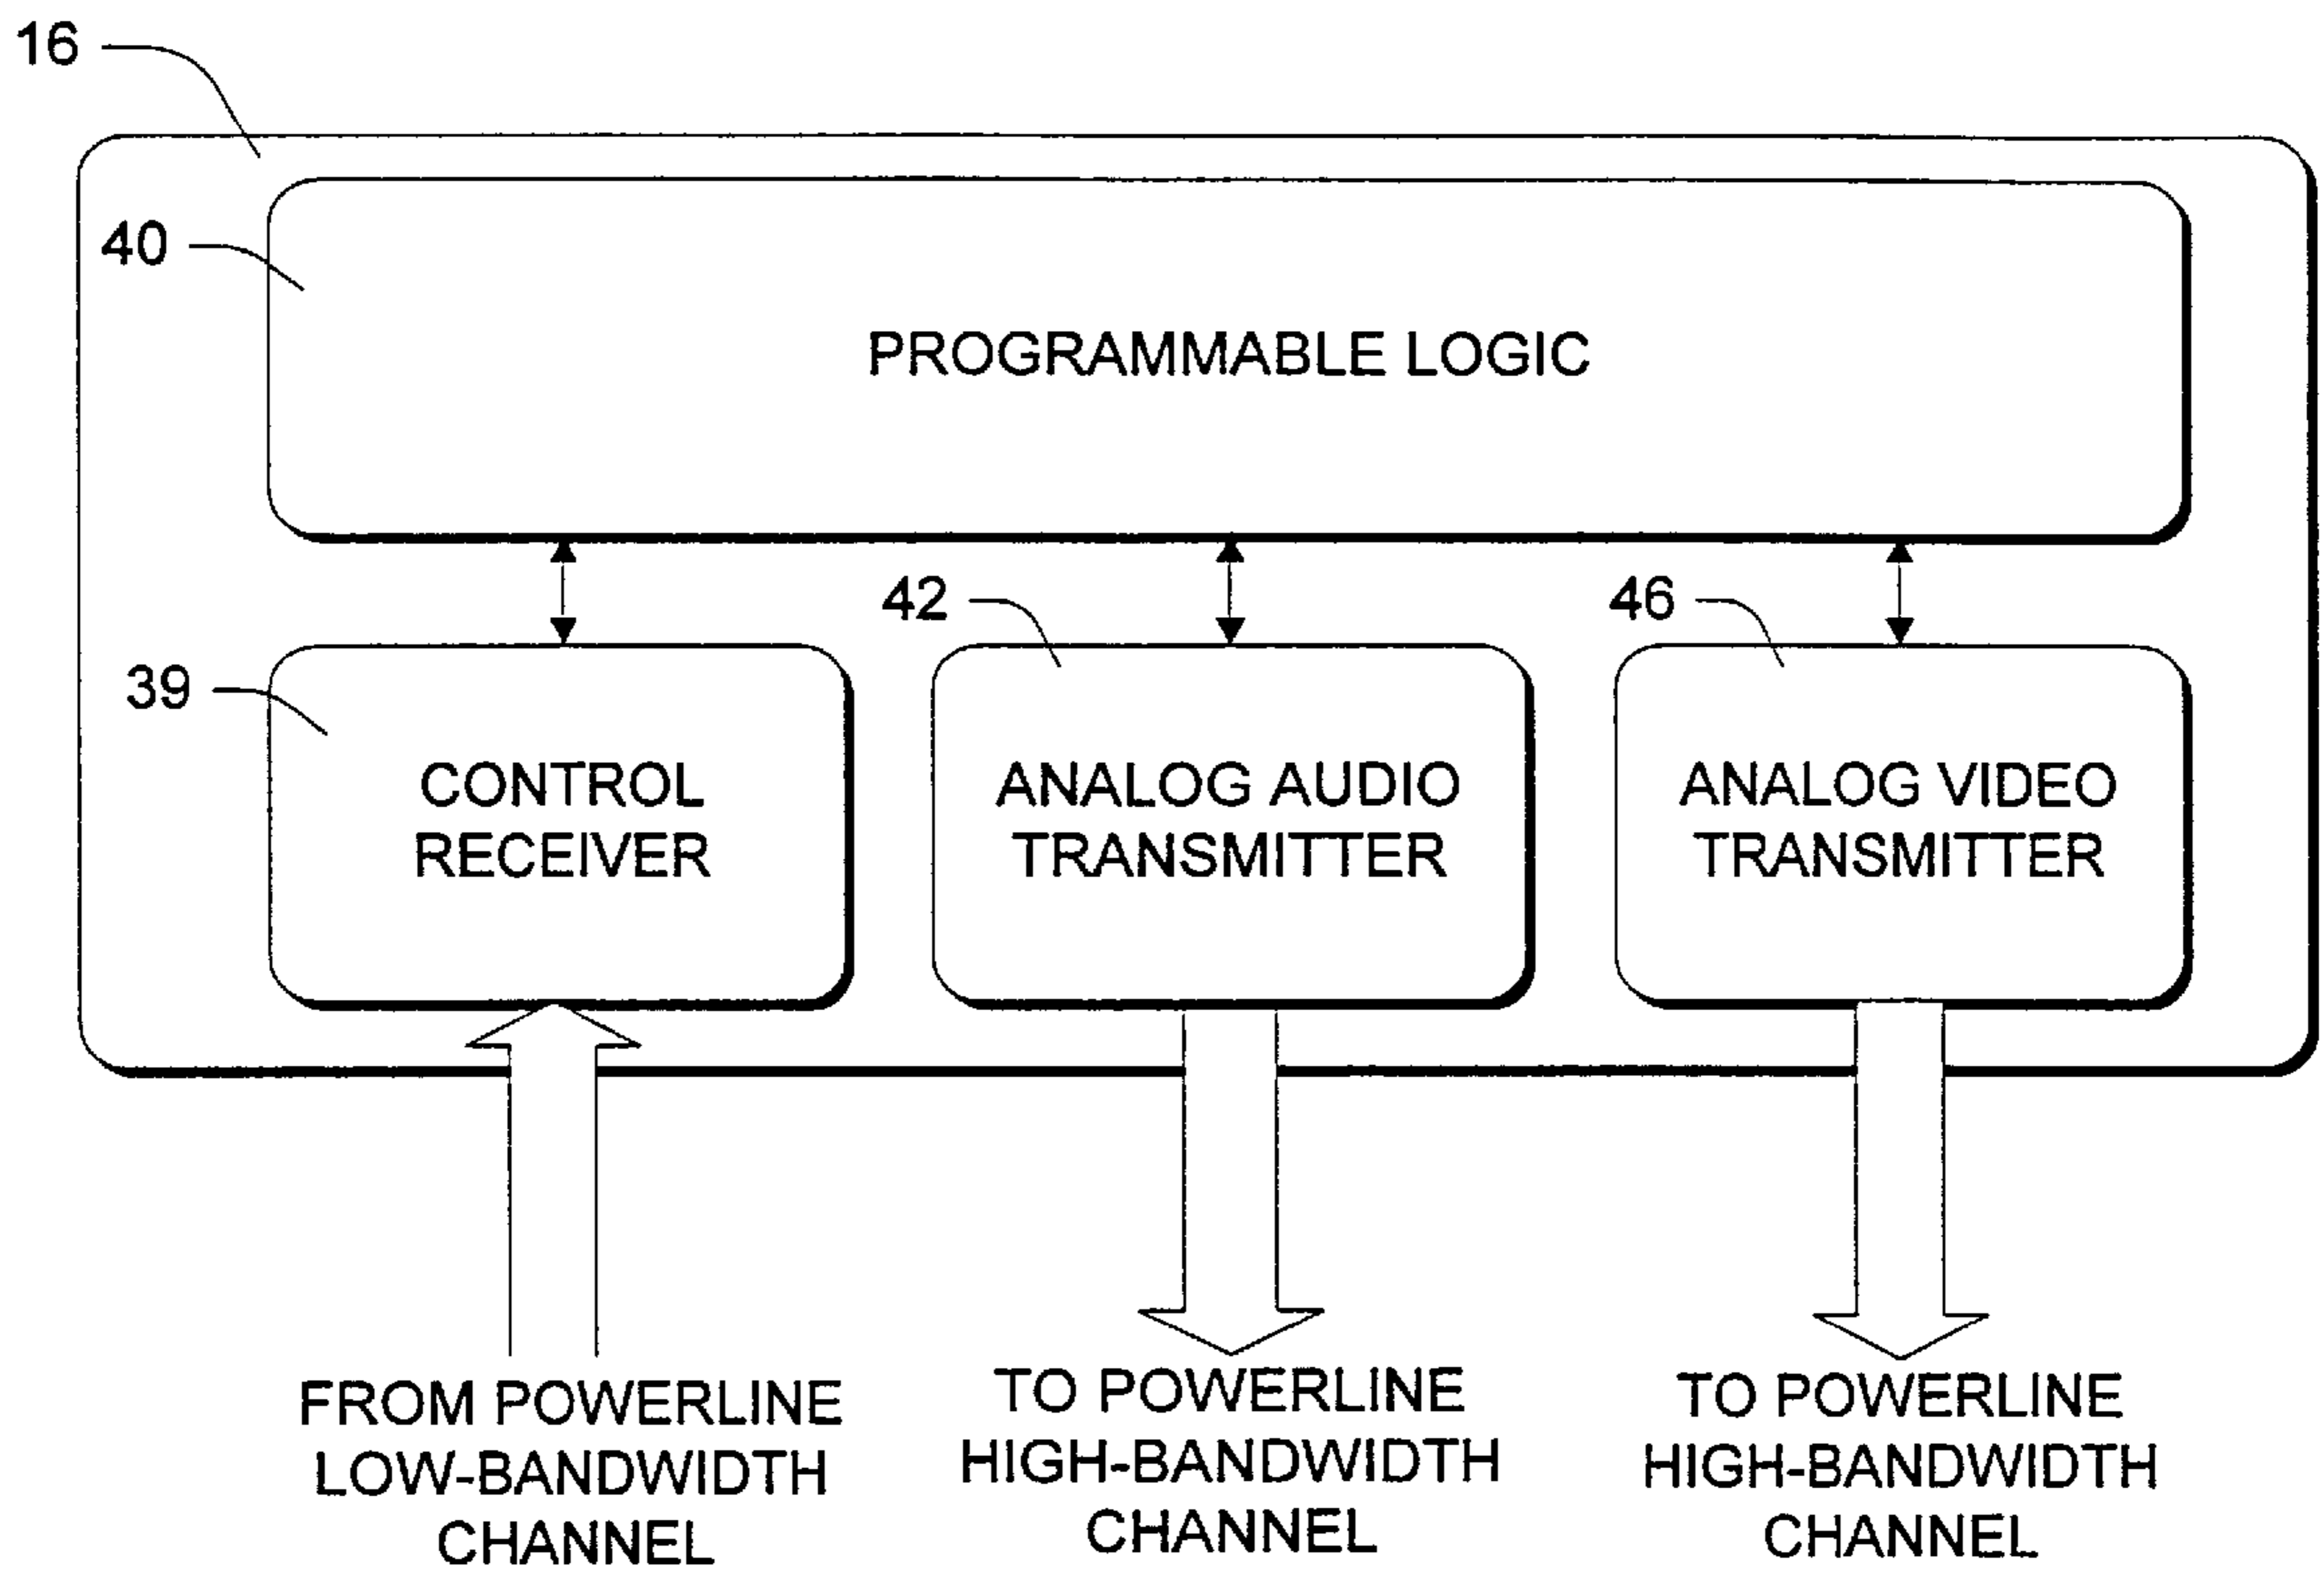 16
40
PROGRAMMABLE LOGIC
42
46
39
CONTROL
RECEIVER
ANALOG AUDIO
TRANSMITTER
ANALOG VIDEO
TRANSMITTER
FROM POWERLINE
LOW-BANDWIDTH
CHANNEL
TO POWERLINE
HIGH-BANDWIDTH
CHANNEL
TO POWERLINE
HIGH-BANDWIDTH
CHANNEL